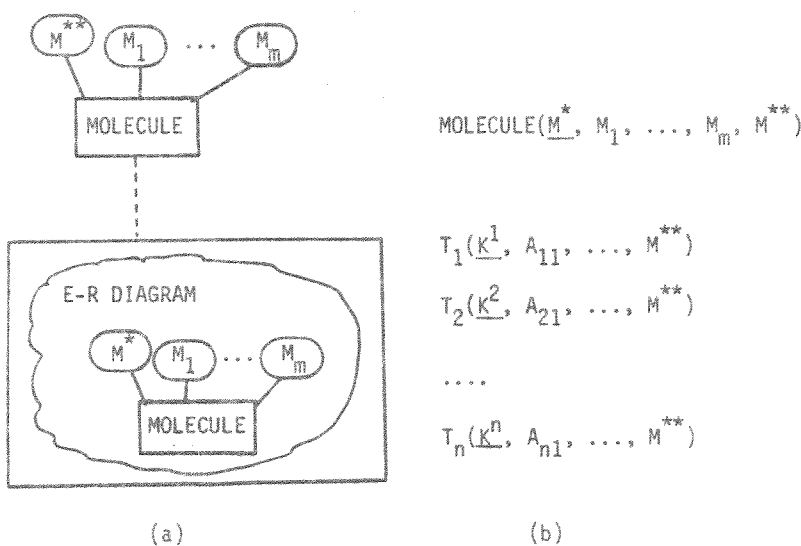 M** M₁ ... Mₘ
MOLECULE
E-R DIAGRAM
M* M₁ ... Mₘ
MOLECULE
(a)
MOLECULE(M*, M₁, ..., Mₘ, M**)
T₁(K¹, A₁₁, ..., M**)
T₂(K², A₂₁, ..., M**)
....
Tₙ(Kⁿ, Aₙ₁, ..., M**)
(b)